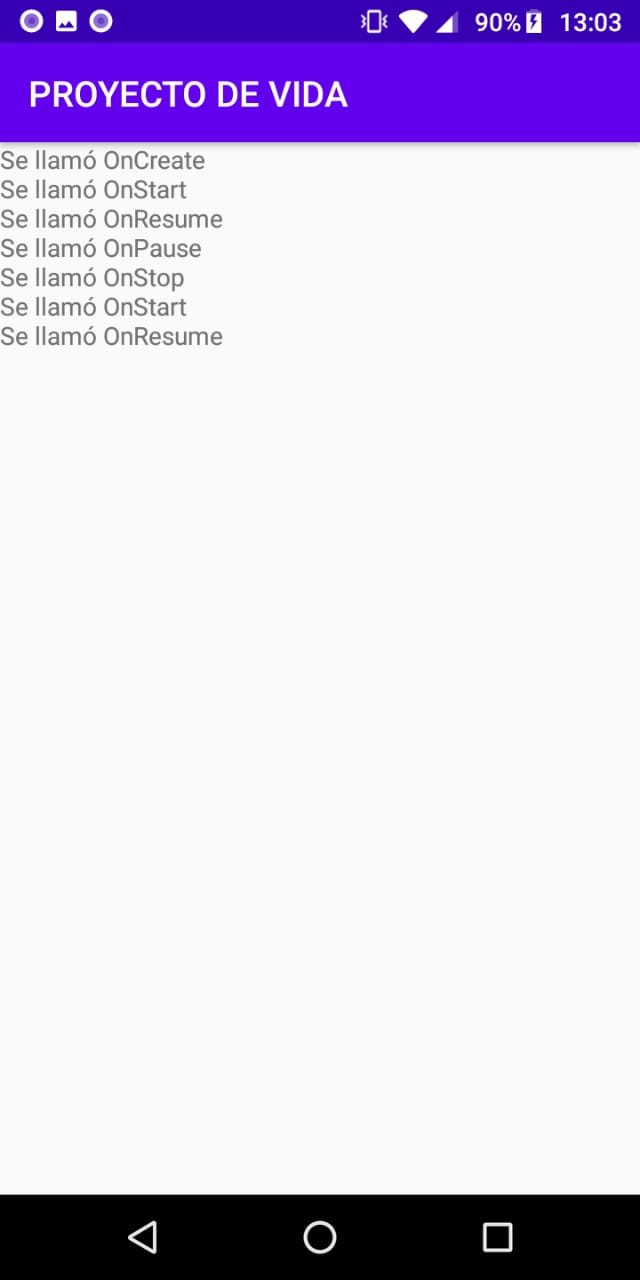 90% 13:03
PROYECTO DE VIDA
Se llamó OnCreate
Se llamó OnStart
Se llamó OnResume
Se llamó OnPause
Se llamó OnStop
Se llamó OnStart
Se llamó OnResume